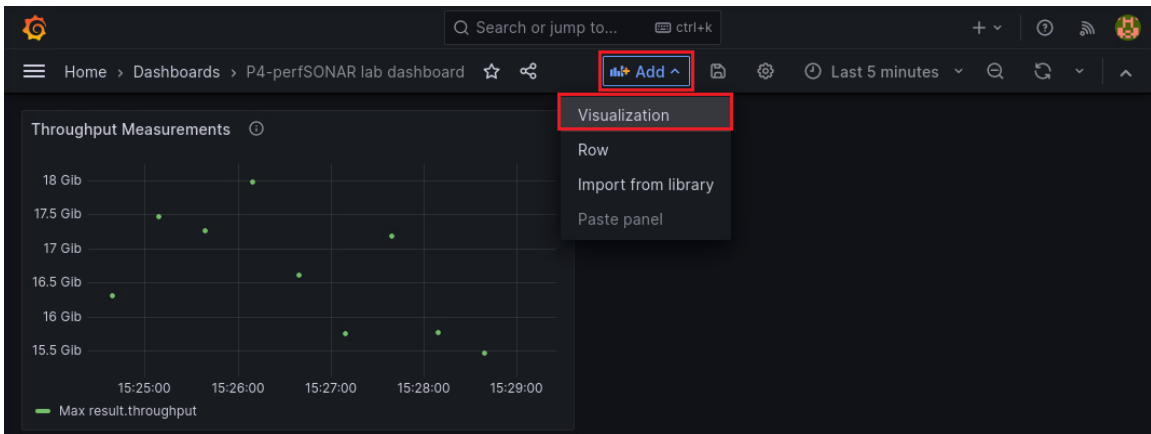 Search or jump to... ctrl+k
Home › Dashboards › P4-perfSONAR lab dashboard Add Last 5 minutes
Visualization
Row
Import from library
Paste panel
Throughput Measurements
18 Gib
17.5 Gib
17 Gib
16.5 Gib
16 Gib
15.5 Gib
15:25:00 15:26:00 15:27:00 15:28:00 15:29:00
Max result.throughput